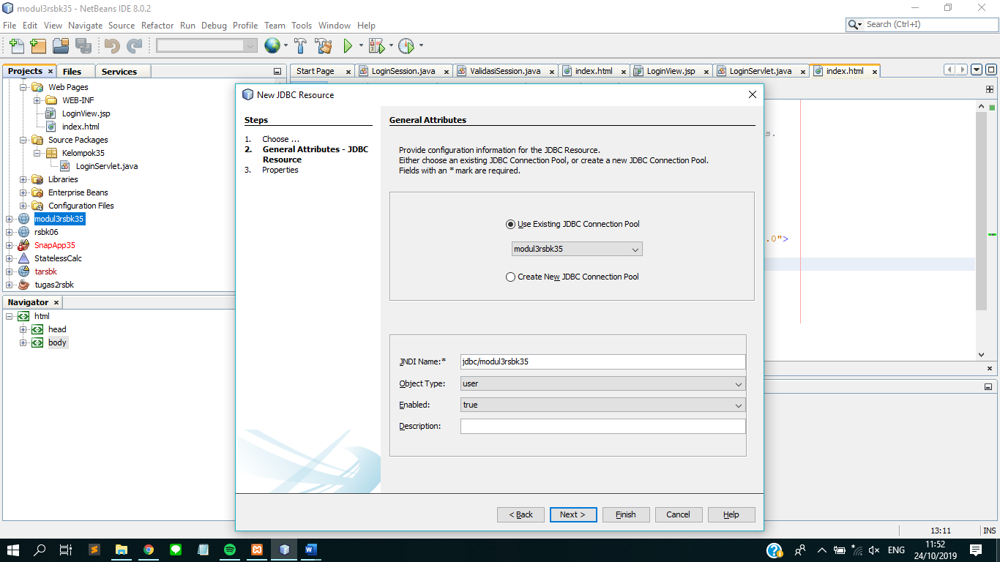 modul3rsbk35 - NetBeans IDE 8.0.2
File Edit View Navigate Source Refactor Run Debug Profile Team Tools Window Help
Search (Ctrl+I)
Projects × Files Services
Start Page × LoginSession.java × ValidasiSession.java × index.html × LoginView.jsp × LoginServlet.java × index.html ×
Web Pages
WEB-INF
LoginView.jsp
index.html
Source Packages
Kelompok35
LoginServlet.java
Libraries
Enterprise Beans
Configuration Files
modul3rsbk35
rsbk06
SnapApp35
StatelessCalc
tarsbk
tugas2rsbk
Navigator ×
html
head
body
New JDBC Resource
Steps
1. Choose ...
2. General Attributes - JDBC
Resource
3. Properties
General Attributes
Provide configuration information for the JDBC Resource.
Either choose an existing JDBC Connection Pool, or create a new JDBC Connection Pool.
Fields with an * mark are required.
Use Existing JDBC Connection Pool
modul3rsbk35
Create New JDBC Connection Pool
JNDI Name:* jdbc/modul3rsbk35
Object Type: user
Enabled: true
Description:
< Back Next > Finish Cancel Help
s.
.0">
13:11 INS
ENG
11:52
24/10/2019